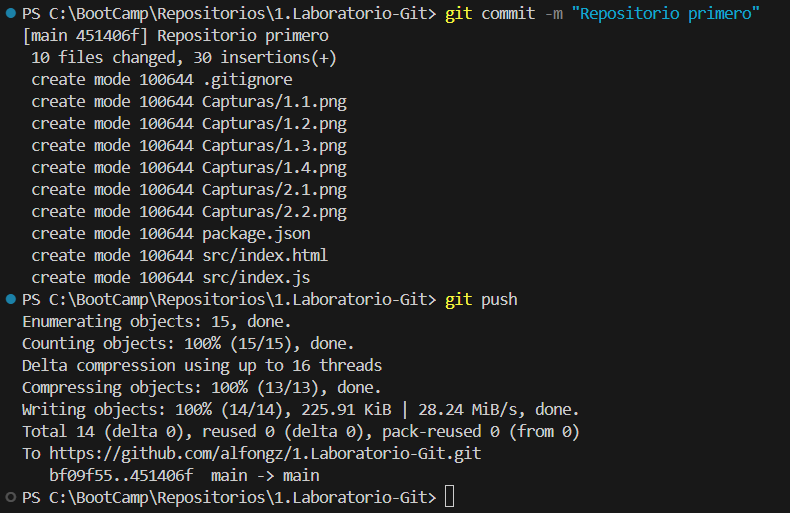 PS C:\BootCamp\Repositorios\1.Laboratorio-Git> git commit -m "Repositorio primero"
[main 451406f] Repositorio primero
 10 files changed, 30 insertions(+)
 create mode 100644 .gitignore
 create mode 100644 Capturas/1.1.png
 create mode 100644 Capturas/1.2.png
 create mode 100644 Capturas/1.3.png
 create mode 100644 Capturas/1.4.png
 create mode 100644 Capturas/2.1.png
 create mode 100644 Capturas/2.2.png
 create mode 100644 package.json
 create mode 100644 src/index.html
 create mode 100644 src/index.js
PS C:\BootCamp\Repositorios\1.Laboratorio-Git> git push
Enumerating objects: 15, done.
Counting objects: 100% (15/15), done.
Delta compression using up to 16 threads
Compressing objects: 100% (13/13), done.
Writing objects: 100% (14/14), 225.91 KiB | 28.24 MiB/s, done.
Total 14 (delta 0), reused 0 (delta 0), pack-reused 0 (from 0)
To https://github.com/alfongz/1.Laboratorio-Git.git
   bf09f55..451406f  main -> main
PS C:\BootCamp\Repositorios\1.Laboratorio-Git>